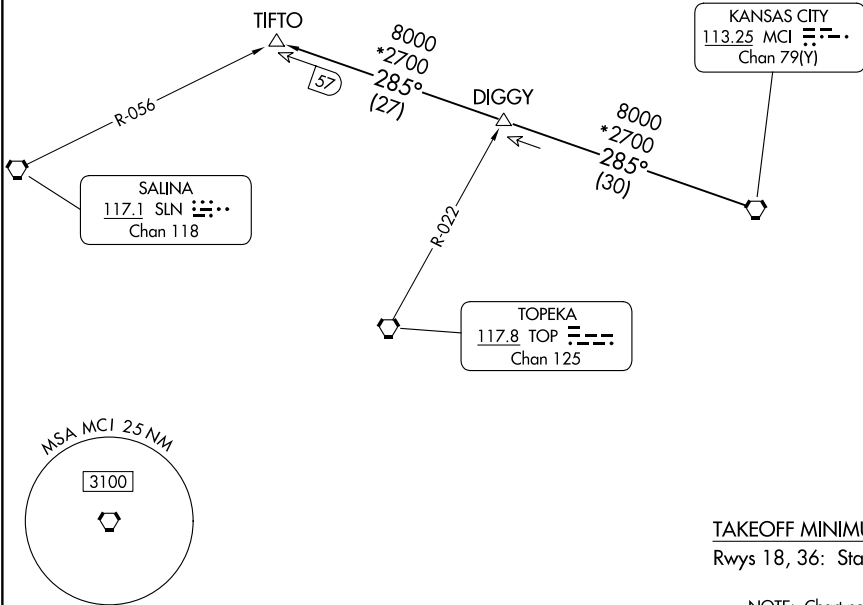 TIFTO
8000
*2700
285°
(27)
57
DIGGY
8000
*2700
285°
(30)
KANSAS CITY
113.25 MCI
Chan 79(Y)
R-056
SALINA
117.1 SLN
Chan 118
R-022
TOPEKA
117.8 TOP
Chan 125
MSA MCI 25 NM
3100
TAKEOFF
Rwys 18, 36: